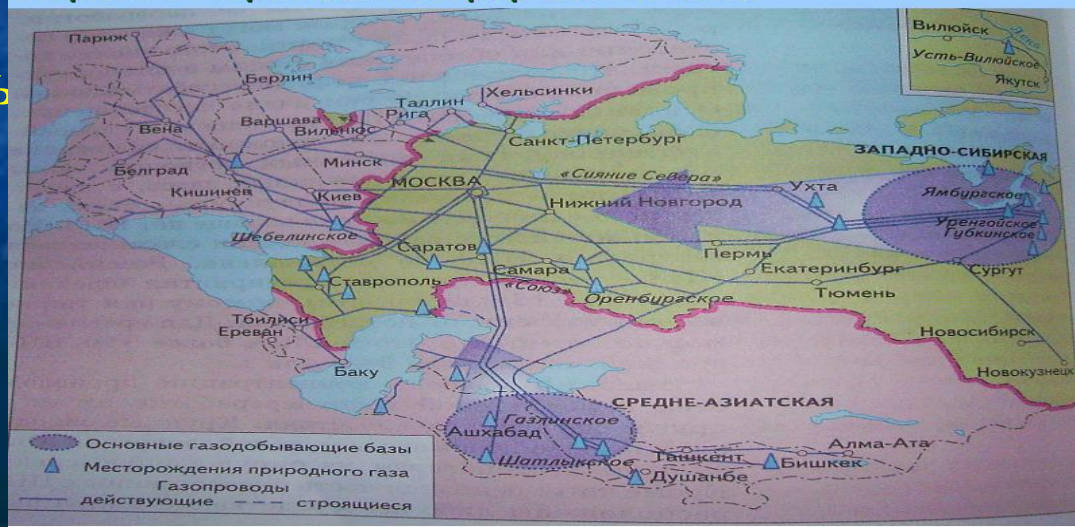 Париж
Берлин
Вена
Варшава
Вильнюс
Таллин
Рига
Хельсинки
Санкт-Петербург
Минск
Белград
Кишинев
Киев
МОСКВА
«Сияние Севера»
Ухта
Нижний Новгород
Шебелинское
Саратов
Самара
Пермь
Екатеринбург
Ставрополь
«Союз»
Оренбургское
Тюмень
Сургут
ЗАПАДНО-СИБИРСКАЯ
Ямбургское
Уренгойское
Губкинское
Вилюйск
Лена
Усть-Вилюйское
Якутск
Тбилиси
Ереван
Баку
Новосибирск
Новокузнецк
СРЕДНЕ-АЗИАТСКАЯ
Газлинское
Ашхабад
Шатлыкское
Ташкент
Алма-Ата
Бишкек
Душанбе
Основные газодобывающие базы
Месторождения природного газа
Газопроводы
действующие строящиеся